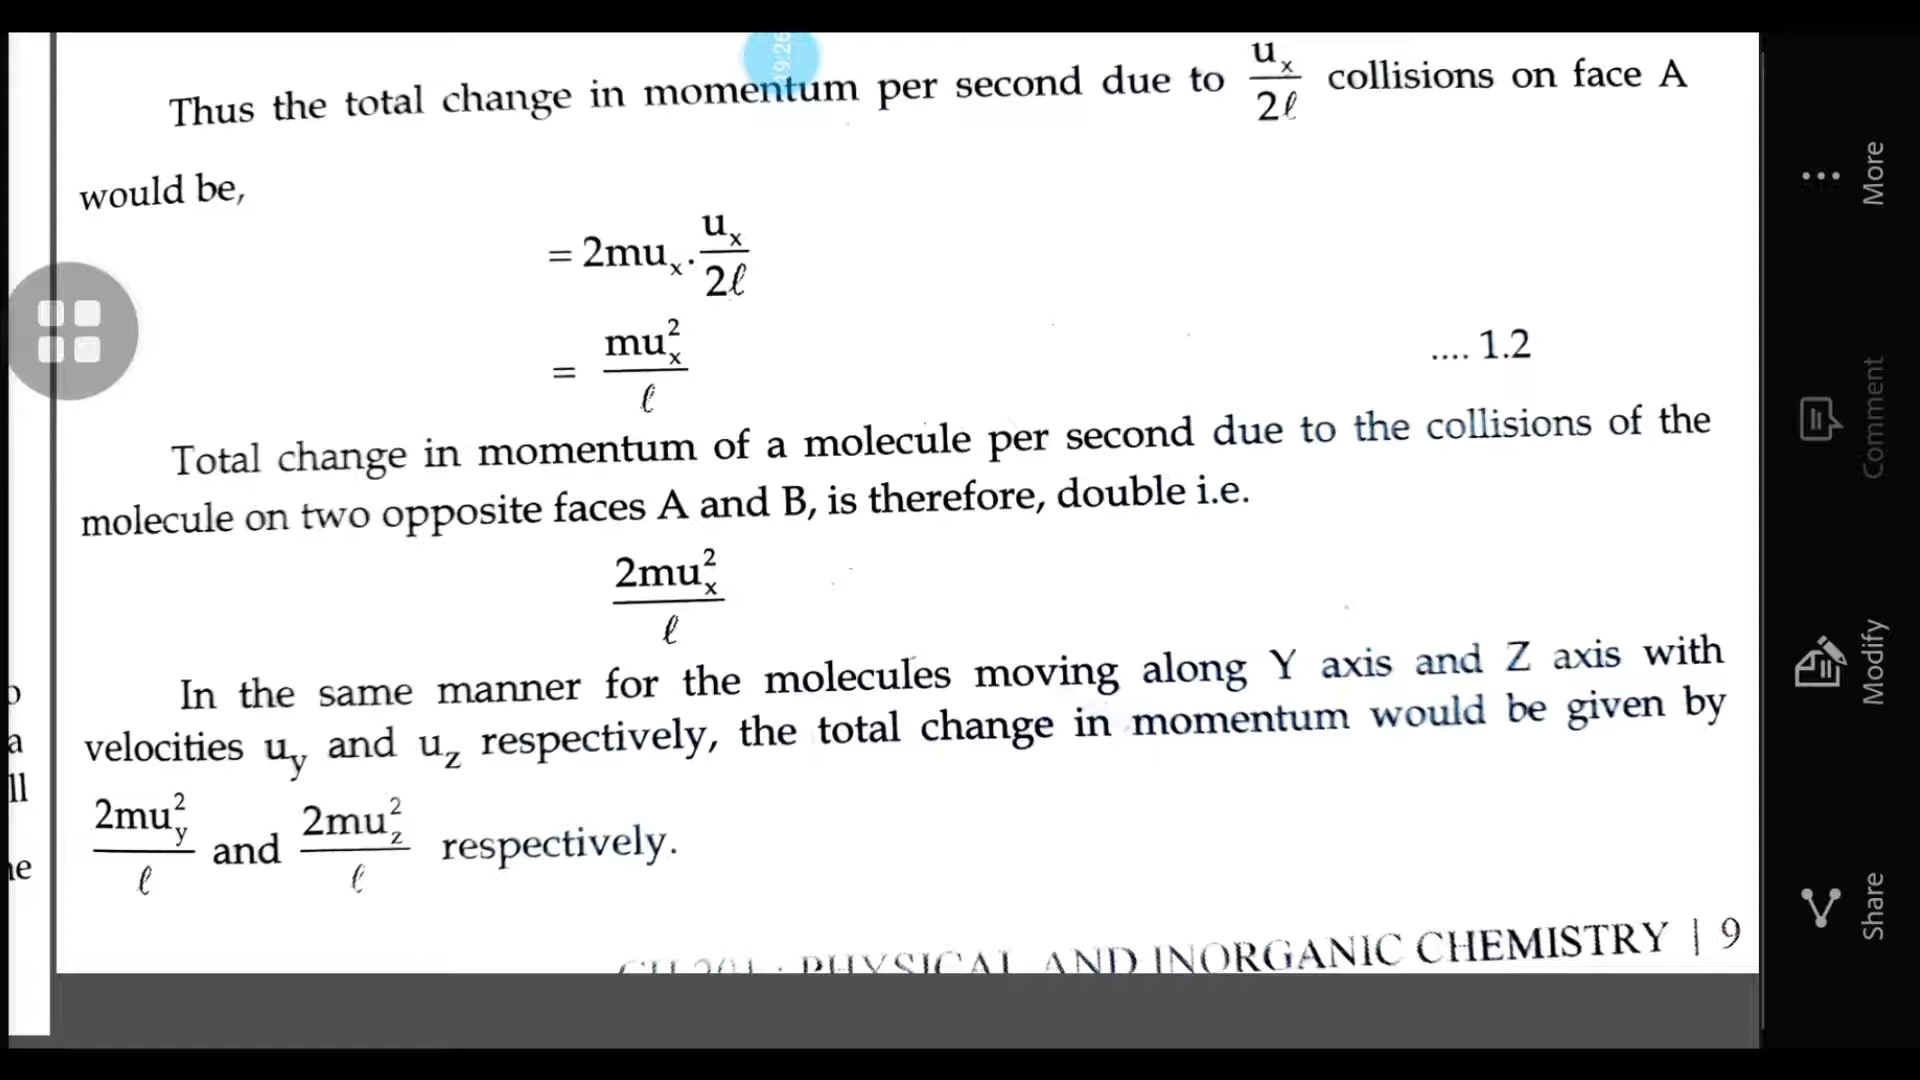 19:26
Thus the total change in momentum per second due to u_x/2ℓ collisions on face A
would be,
= 2mu_x . u_x/2ℓ
= mu_x²/ℓ .... 1.2
Total change in momentum of a molecule per second due to the collisions of the
molecule on two opposite faces A and B, is therefore, double i.e.
2mu_x²/ℓ
In the same manner for the molecules moving along Y axis and Z axis with
velocities u_y and u_z respectively, the total change in momentum would be given by
2mu_y²/ℓ and 2mu_z²/ℓ respectively.
PHYSICAL AND INORGANIC CHEMISTRY | 9
a
ll
More
Comment
Modify
Share